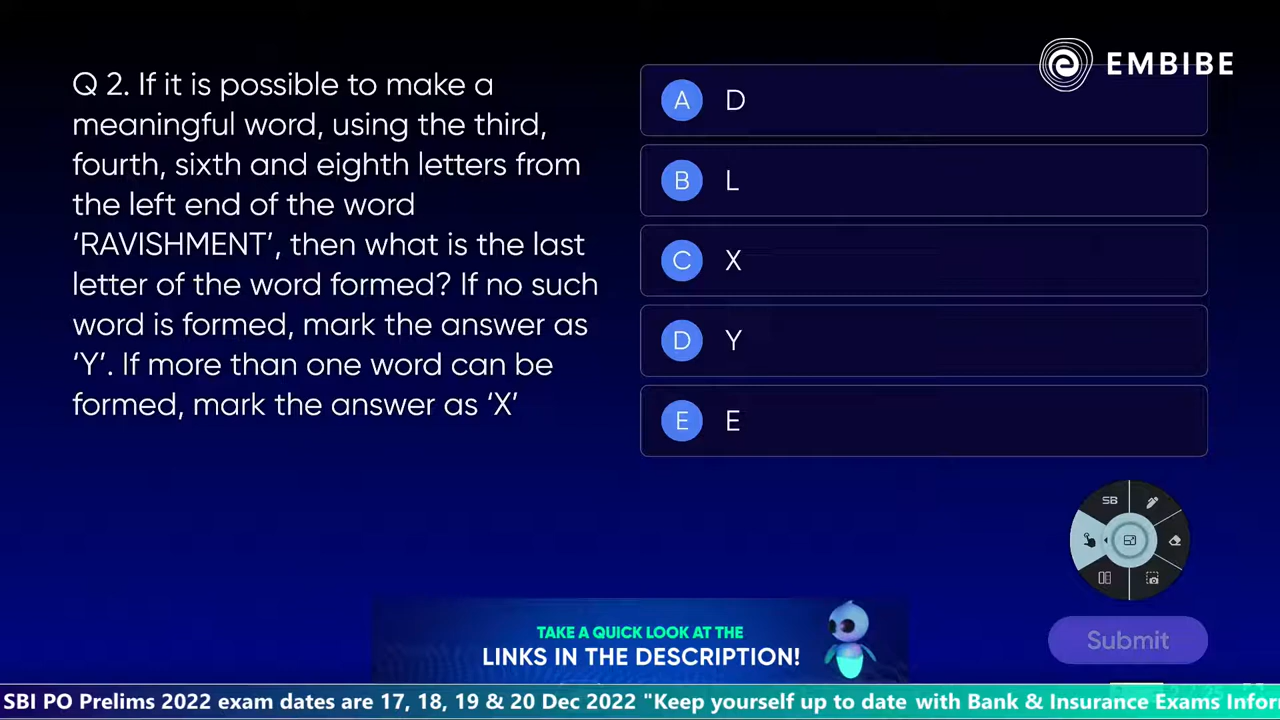 EMBIBE
Q 2. If it is possible to make a
meaningful word, using the third,
fourth, sixth and eighth letters from
the left end of the word
‘RAVISHMENT’, then what is the last
letter of the word formed? If no such
word is formed, mark the answer as
‘Y’. If more than one word can be
formed, mark the answer as ‘X’
A D
B L
C X
D Y
E E
SB
Submit
TAKE A QUICK LOOK AT THE
LINKS IN THE DESCRIPTION!
SBI PO Prelims 2022 exam dates are 17, 18, 19 & 20 Dec 2022 "Keep yourself up to date with Bank & Insurance Exams Infor